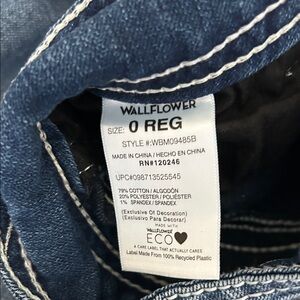 WALLFLOWER
SIZE: 0 REG
STYLE #:WBM09485B
MADE IN CHINA / HECHO EN CHINA
RN#120246
UPC#098713525545
79% COTTON / ALGODÓN
20% POLYESTER / POLIÉSTER
1% SPANDEX / SPANDEX
(Exclusive Of Decoration)
(Exclusivo Para Decorar)
MADE WITH
WALLFLOWER
ECO
A CARE LABEL THAT ACTUALLY CARES
Label Made From 100% Recycled Plastic